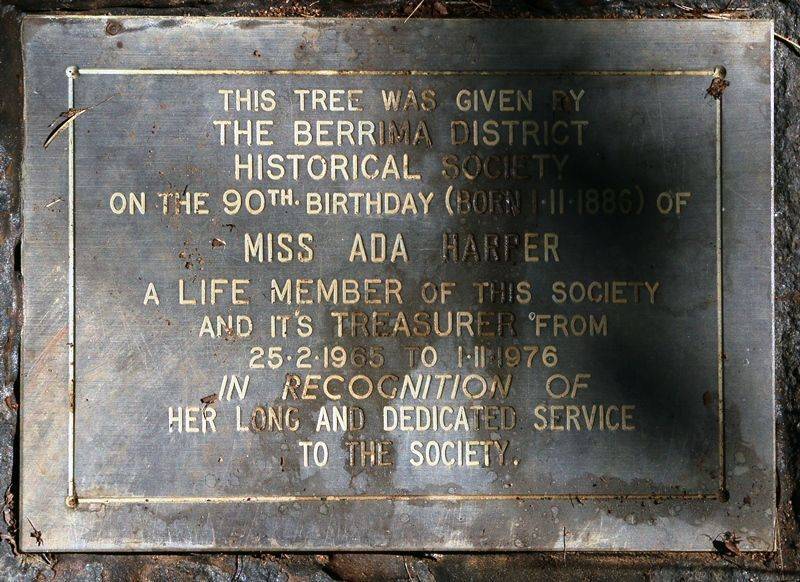 THIS TREE WAS GIVEN BY
THE BERRIMA DISTRICT
HISTORICAL SOCIETY
ON THE 90TH. BIRTHDAY (BORN 1·11·1886) OF
MISS ADA HARPER
A LIFE MEMBER OF THIS SOCIETY
AND IT'S TREASURER FROM
25·2·1965 TO 1·11·1976
IN RECOGNITION OF
HER LONG AND DEDICATED SERVICE
TO THE SOCIETY.